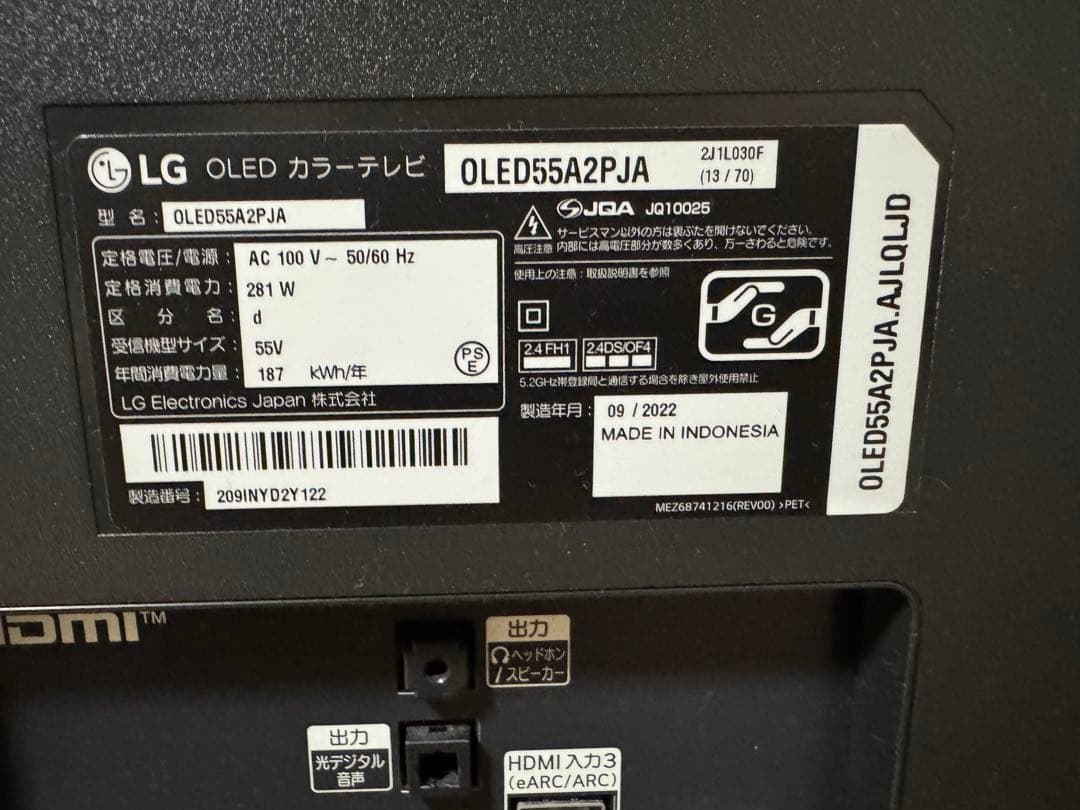 LG OLED カラーテレビ OLED55A2PJA 2J1L030F
(13 / 70)
型 名： OLED55A2PJA
定格電圧/電源： AC 100 V～ 50/60 Hz
定格消費電力： 281 W
区 分 名： d
受信機型サイズ： 55V
年間消費電力量： 187 kWh/年
PS
E
LG Electronics Japan 株式会社
製造番号： 209INYD2Y122
JQA JQ10025
高圧注意
サービスマン以外の方は裏ぶたを開けないでください。
内部には高電圧部分が数多くあり、万一さわると危険です。
使用上の注意：取扱説明書を参照
G
2.4 FH1 2.4DS/OF4
5.2GHz帯登録局と通信する場合を除き屋外使用禁止
製造年月： 09 / 2022
MADE IN INDONESIA
MEZ68741216(REV00) >PET<
OLED55A2PJA.AJLQLJD
HDMI™
出力
ヘッドホン
/スピーカー
出力
光デジタル
音声
HDMI 入力3
(eARC/ARC)